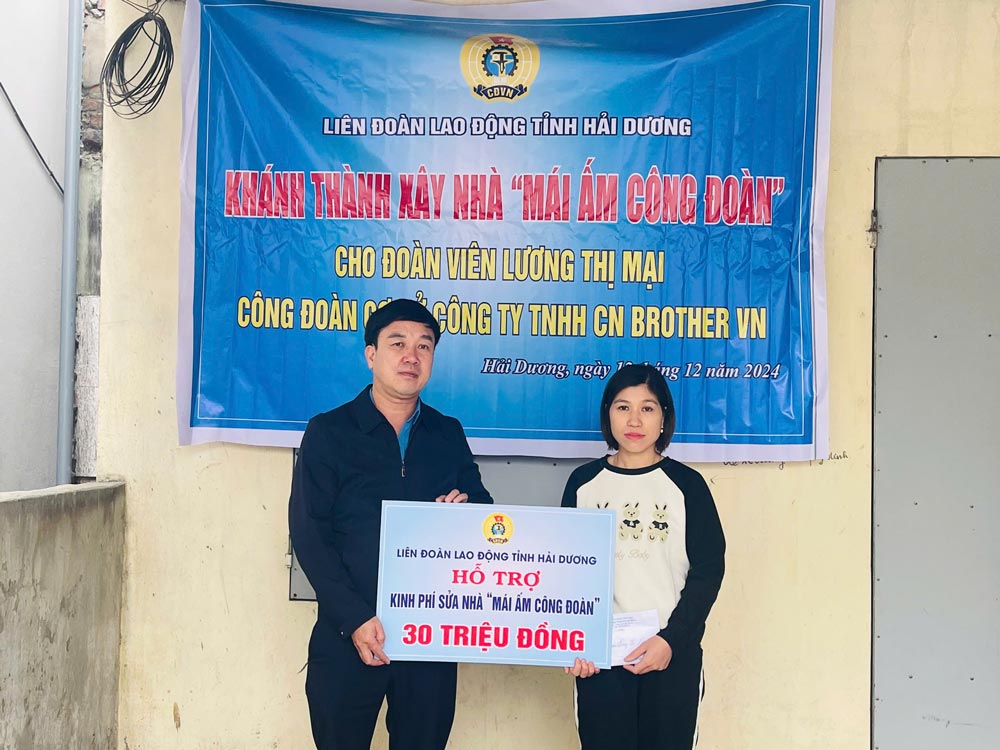 CĐVN
LIÊN ĐOÀN LAO ĐỘNG TỈNH HẢI DƯƠNG
KHÁNH THÀNH XÂY NHÀ "MÁI ẤM CÔNG ĐOÀN"
CHO ĐOÀN VIÊN LƯƠNG THỊ MẠI
CÔNG ĐOÀN CƠ SỞ CÔNG TY TNHH CN BROTHER VN
Hải Dương, ngày tháng 12 năm 2024
LIÊN ĐOÀN LAO ĐỘNG TỈNH HẢI DƯƠNG
HỖ TRỢ
KINH PHÍ SỬA NHÀ "MÁI ẤM CÔNG ĐOÀN"
30 TRIỆU ĐỒNG
Baby